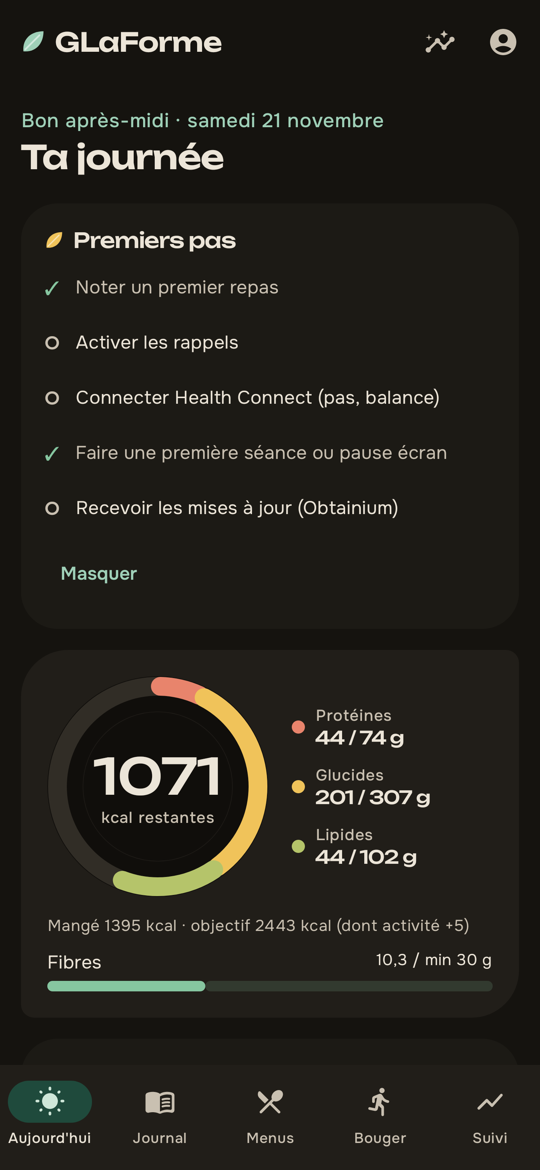 GLaForme
Bon après-midi · samedi 21 novembre
Ta journée
Premiers pas
✓ Noter un premier repas
Activer les rappels
Connecter Health Connect (pas, balance)
✓ Faire une première séance ou pause écran
Recevoir les mises à jour (Obtainium)
Masquer
1071
kcal restantes
Protéines
44 / 74 g
Glucides
201 / 307 g
Lipides
44 / 102 g
Mangé 1395 kcal · objectif 2443 kcal (dont activité +5)
Fibres 10,3 / min 30 g
Aujourd'hui Journal Menus Bouger Suivi